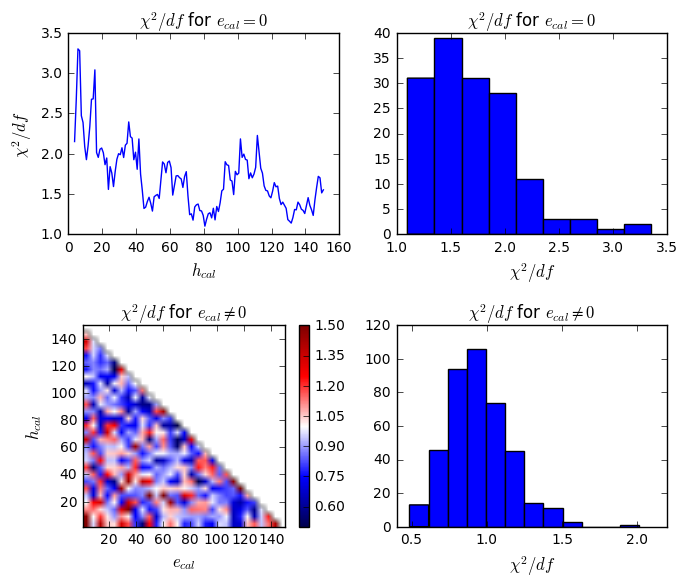 χ²/df for e_cal = 0
3.5
3.0
2.5
2.0
1.5
1.0
χ²/df
0 20 40 60 80 100 120 140 160
h_cal
χ²/df for e_cal = 0
40
35
30
25
20
15
10
5
0
1.0 1.5 2.0 2.5 3.0 3.5
χ²/df
χ²/df for e_cal ≠ 0
140
120
100
80
60
40
20
h_cal
20 40 60 80 100 120 140
e_cal
1.50
1.35
1.20
1.05
0.90
0.75
0.60
χ²/df for e_cal ≠ 0
120
100
80
60
40
20
0
0.5 1.0 1.5 2.0
χ²/df